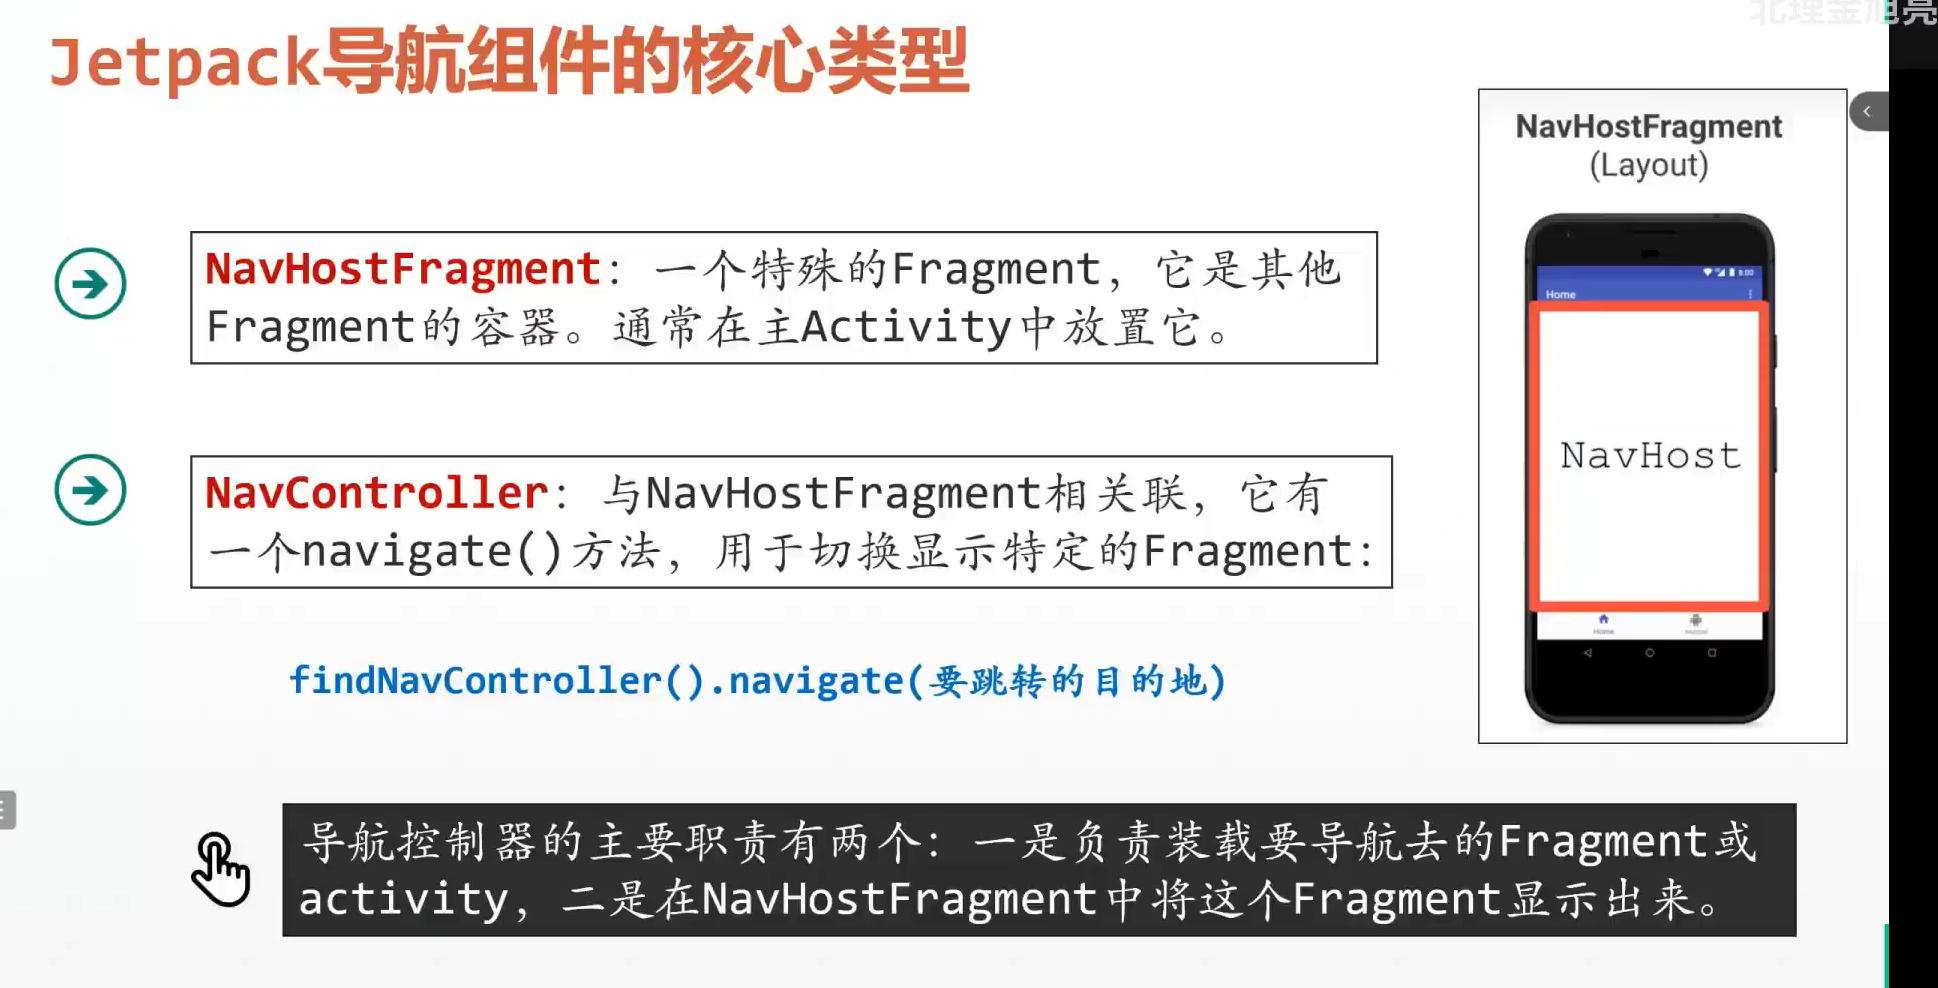 北理金旭亮
Jetpack导航组件的核心类型
NavHostFragment：一个特殊的Fragment，它是其他
Fragment的容器。通常在主Activity中放置它。
NavController：与NavHostFragment相关联，它有
一个navigate()方法，用于切换显示特定的Fragment:
findNavController().navigate(要跳转的目的地)
导航控制器的主要职责有两个：一是负责装载要导航去的Fragment或
activity，二是在NavHostFragment中将这个Fragment显示出来。
NavHostFragment
(Layout)
Home
NavHost
Home